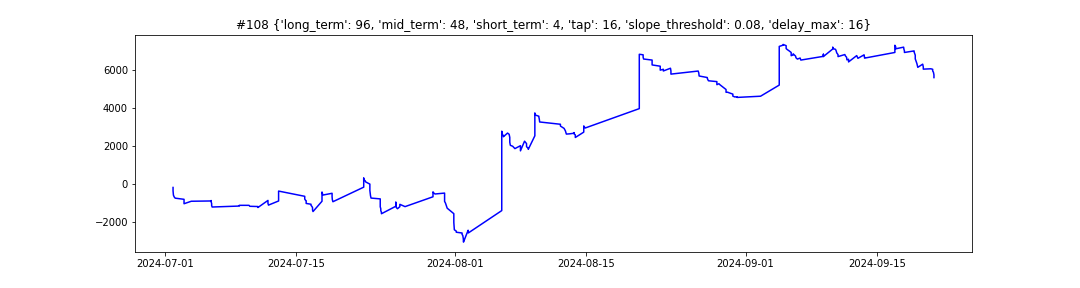 #108 {'long_term': 96, 'mid_term': 48, 'short_term': 4, 'tap': 16, 'slope_threshold': 0.08, 'delay_max': 16}
6000
4000
2000
0
−2000
2024-07-01 2024-07-15 2024-08-01 2024-08-15 2024-09-01 2024-09-15